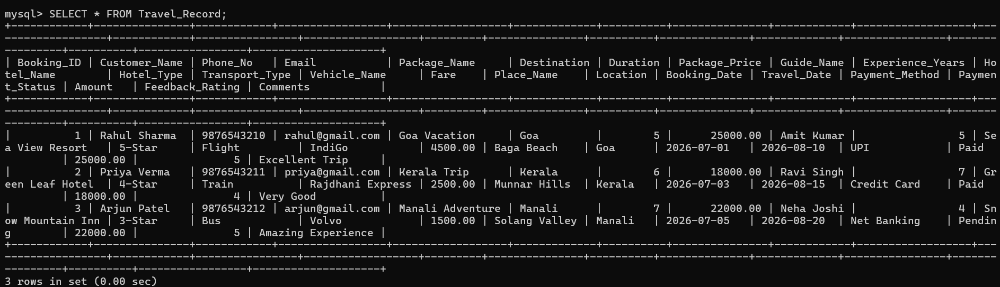 mysql> SELECT * FROM Travel_Record;
+------------+---------------+------------+-----------------+------------------+-------------+----------+---------------+------------+------------------+---
----------------+------------+----------------+------------------+---------+---------------+----------+--------------+-------------+----------------+-------
---------+----------+-----------------+--------------------+
| Booking_ID | Customer_Name | Phone_No   | Email           | Package_Name     | Destination | Duration | Package_Price | Guide_Name | Experience_Years | Ho
tel_Name        | Hotel_Type | Transport_Type | Vehicle_Name     | Fare    | Place_Name    | Location | Booking_Date | Travel_Date | Payment_Method | Paymen
t_Status | Amount   | Feedback_Rating | Comments           |
+------------+---------------+------------+-----------------+------------------+-------------+----------+---------------+------------+------------------+---
----------------+------------+----------------+------------------+---------+---------------+----------+--------------+-------------+----------------+-------
---------+----------+-----------------+--------------------+
|          1 | Rahul Sharma  | 9876543210 | rahul@gmail.com | Goa Vacation     | Goa         |        5 |      25000.00 | Amit Kumar |                5 | Se
a View Resort   | 5-Star     | Flight         | IndiGo           | 4500.00 | Baga Beach    | Goa      | 2026-07-01   | 2026-08-10  | UPI            | Paid
         | 25000.00 |               5 | Excellent Trip     |
|          2 | Priya Verma   | 9876543211 | priya@gmail.com | Kerala Trip      | Kerala      |        6 |      18000.00 | Ravi Singh |                7 | Gr
een Leaf Hotel  | 4-Star     | Train          | Rajdhani Express | 2500.00 | Munnar Hills  | Kerala   | 2026-07-03   | 2026-08-15  | Credit Card    | Paid
         | 18000.00 |               4 | Very Good          |
|          3 | Arjun Patel   | 9876543212 | arjun@gmail.com | Manali Adventure | Manali      |        7 |      22000.00 | Neha Joshi |                4 | Sn
ow Mountain Inn | 3-Star     | Bus            | Volvo            | 1500.00 | Solang Valley | Manali   | 2026-07-05   | 2026-08-20  | Net Banking    | Pendin
g        | 22000.00 |               5 | Amazing Experience |
+------------+---------------+------------+-----------------+------------------+-------------+----------+---------------+------------+------------------+---
----------------+------------+----------------+------------------+---------+---------------+----------+--------------+-------------+----------------+-------
---------+----------+-----------------+--------------------+
3 rows in set (0.00 sec)